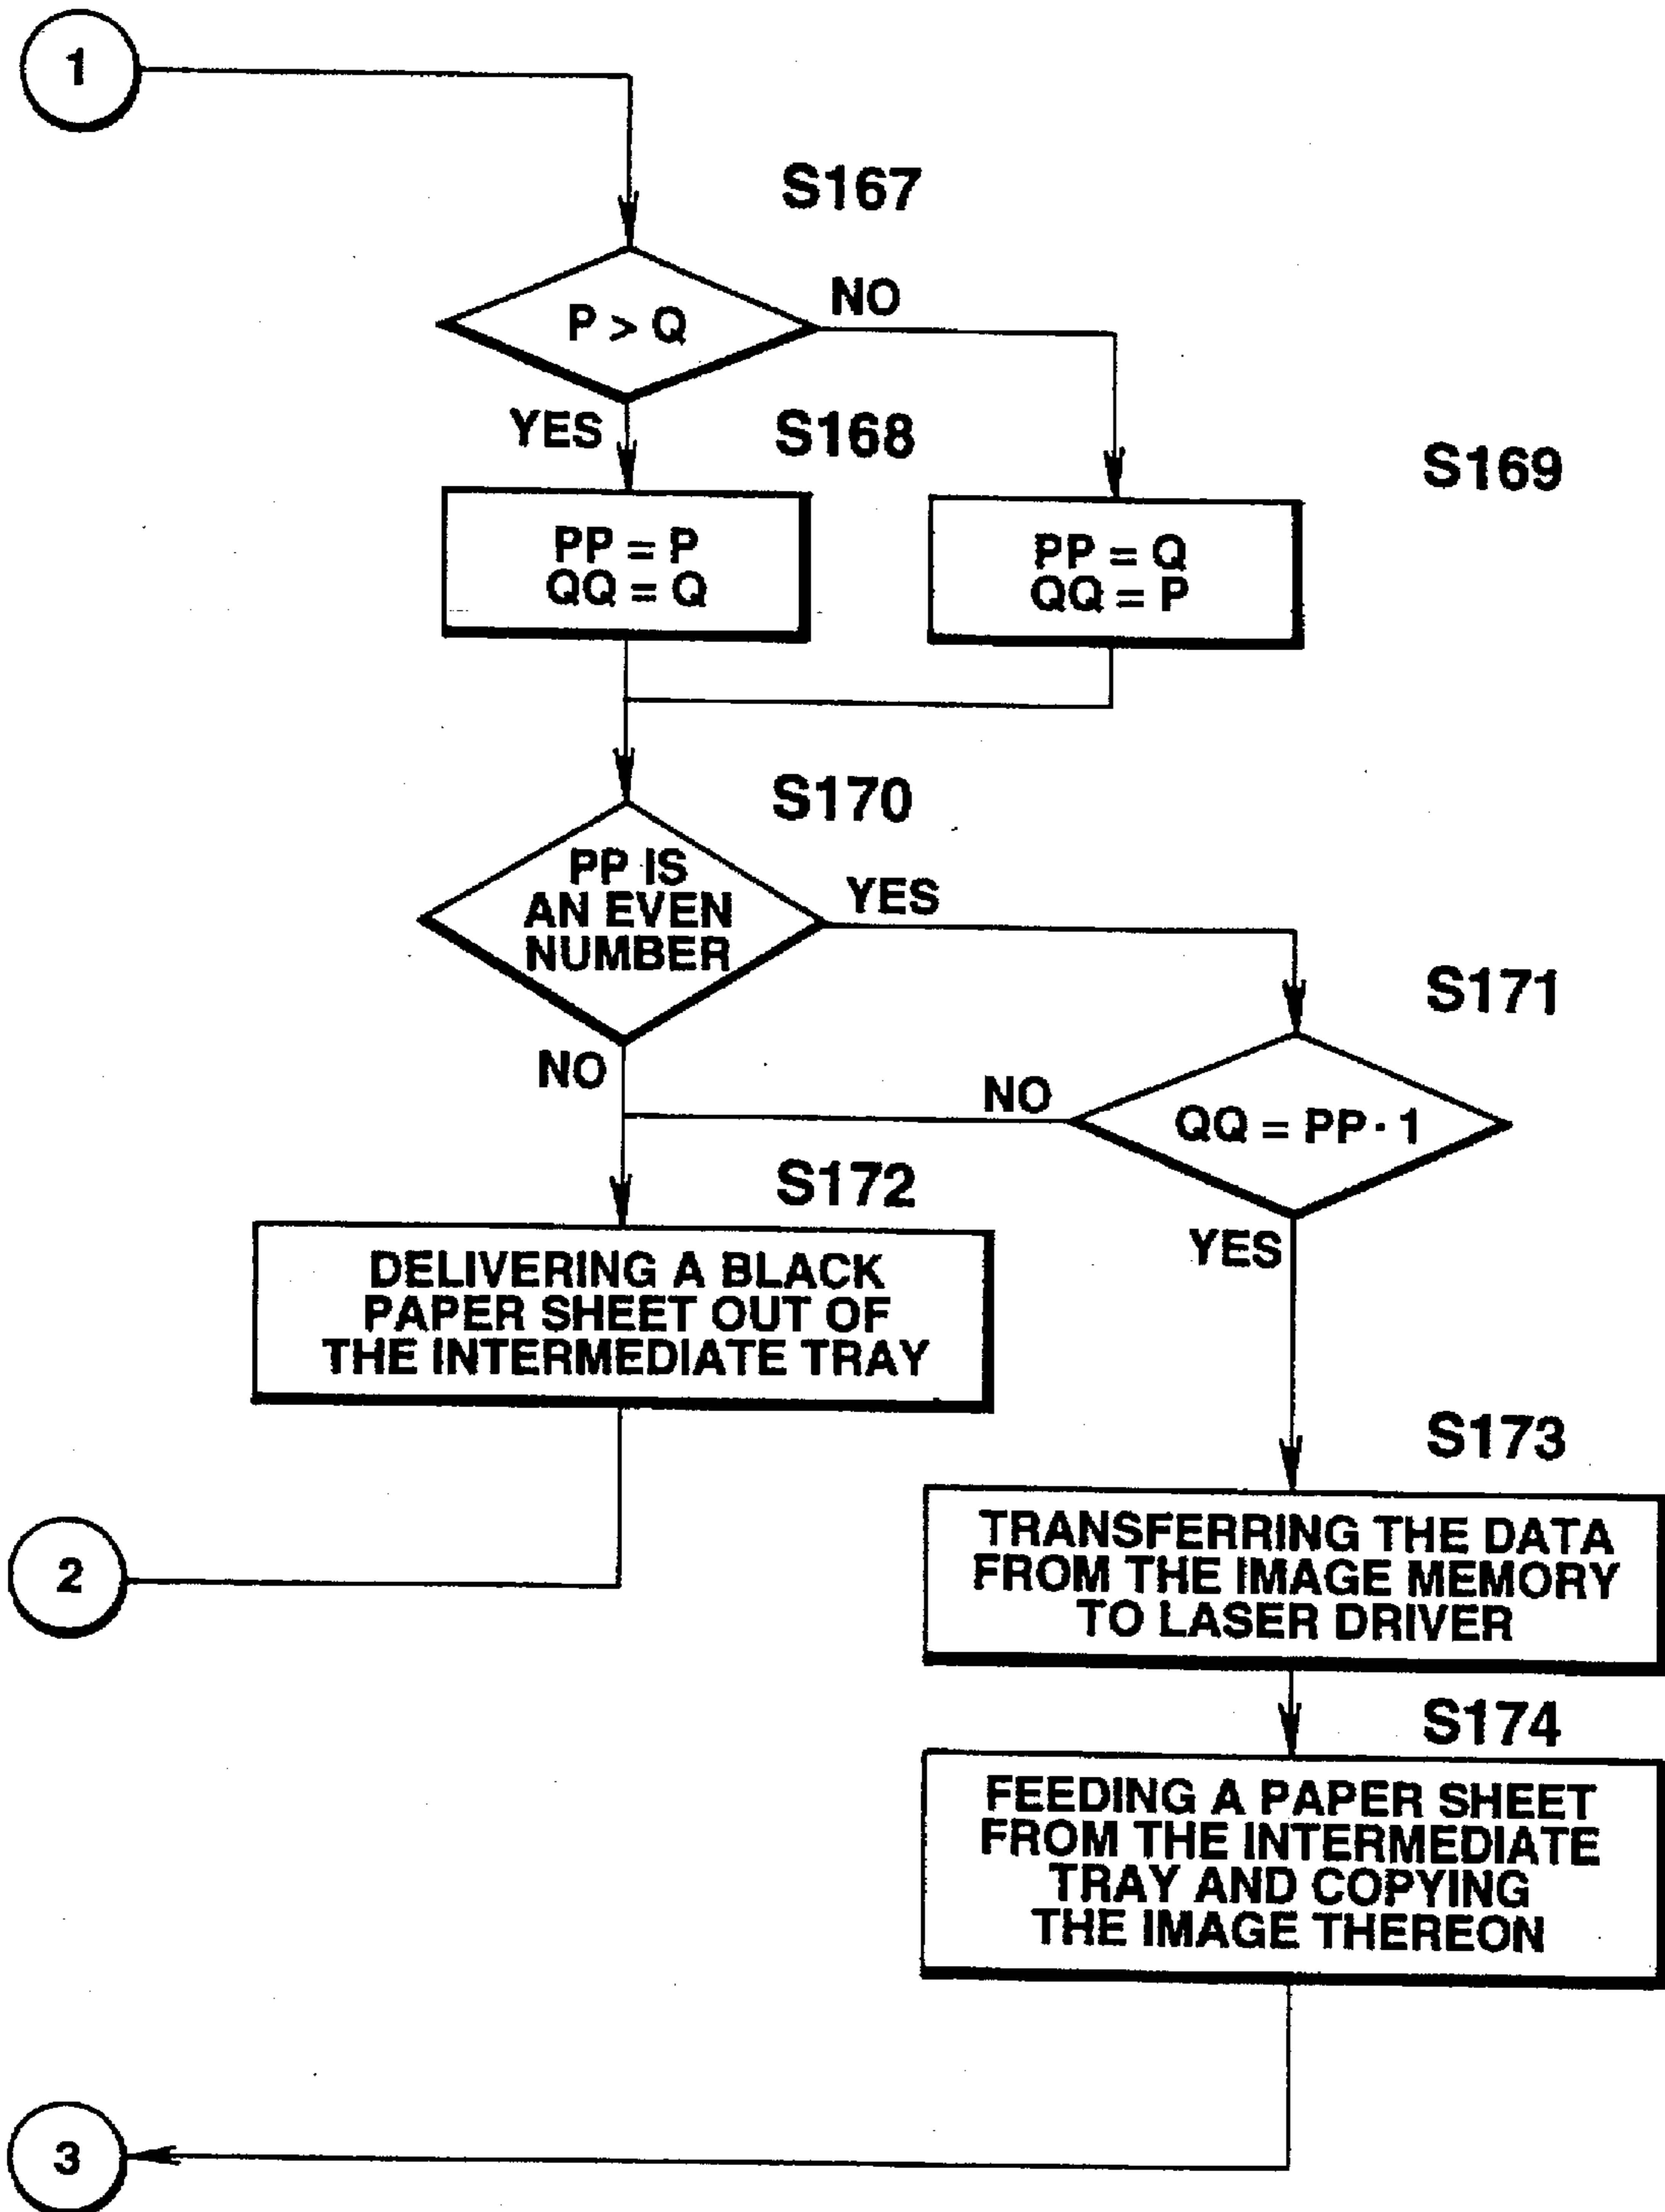 1
S167
P > Q
NO
YES
S168
S169
PP = P
QQ = Q
PP = Q
QQ = P
S170
PP IS
AN EVEN
NUMBER
YES
S171
NO
NO
QQ = PP · 1
S172
YES
DELIVERING A BLACK
PAPER SHEET OUT OF
THE INTERMEDIATE TRAY
S173
2
TRANSFERRING THE DATA
FROM THE IMAGE MEMORY
TO LASER DRIVER
S174
FEEDING A PAPER SHEET
FROM THE INTERMEDIATE
TRAY AND COPYING
THE IMAGE THEREON
3